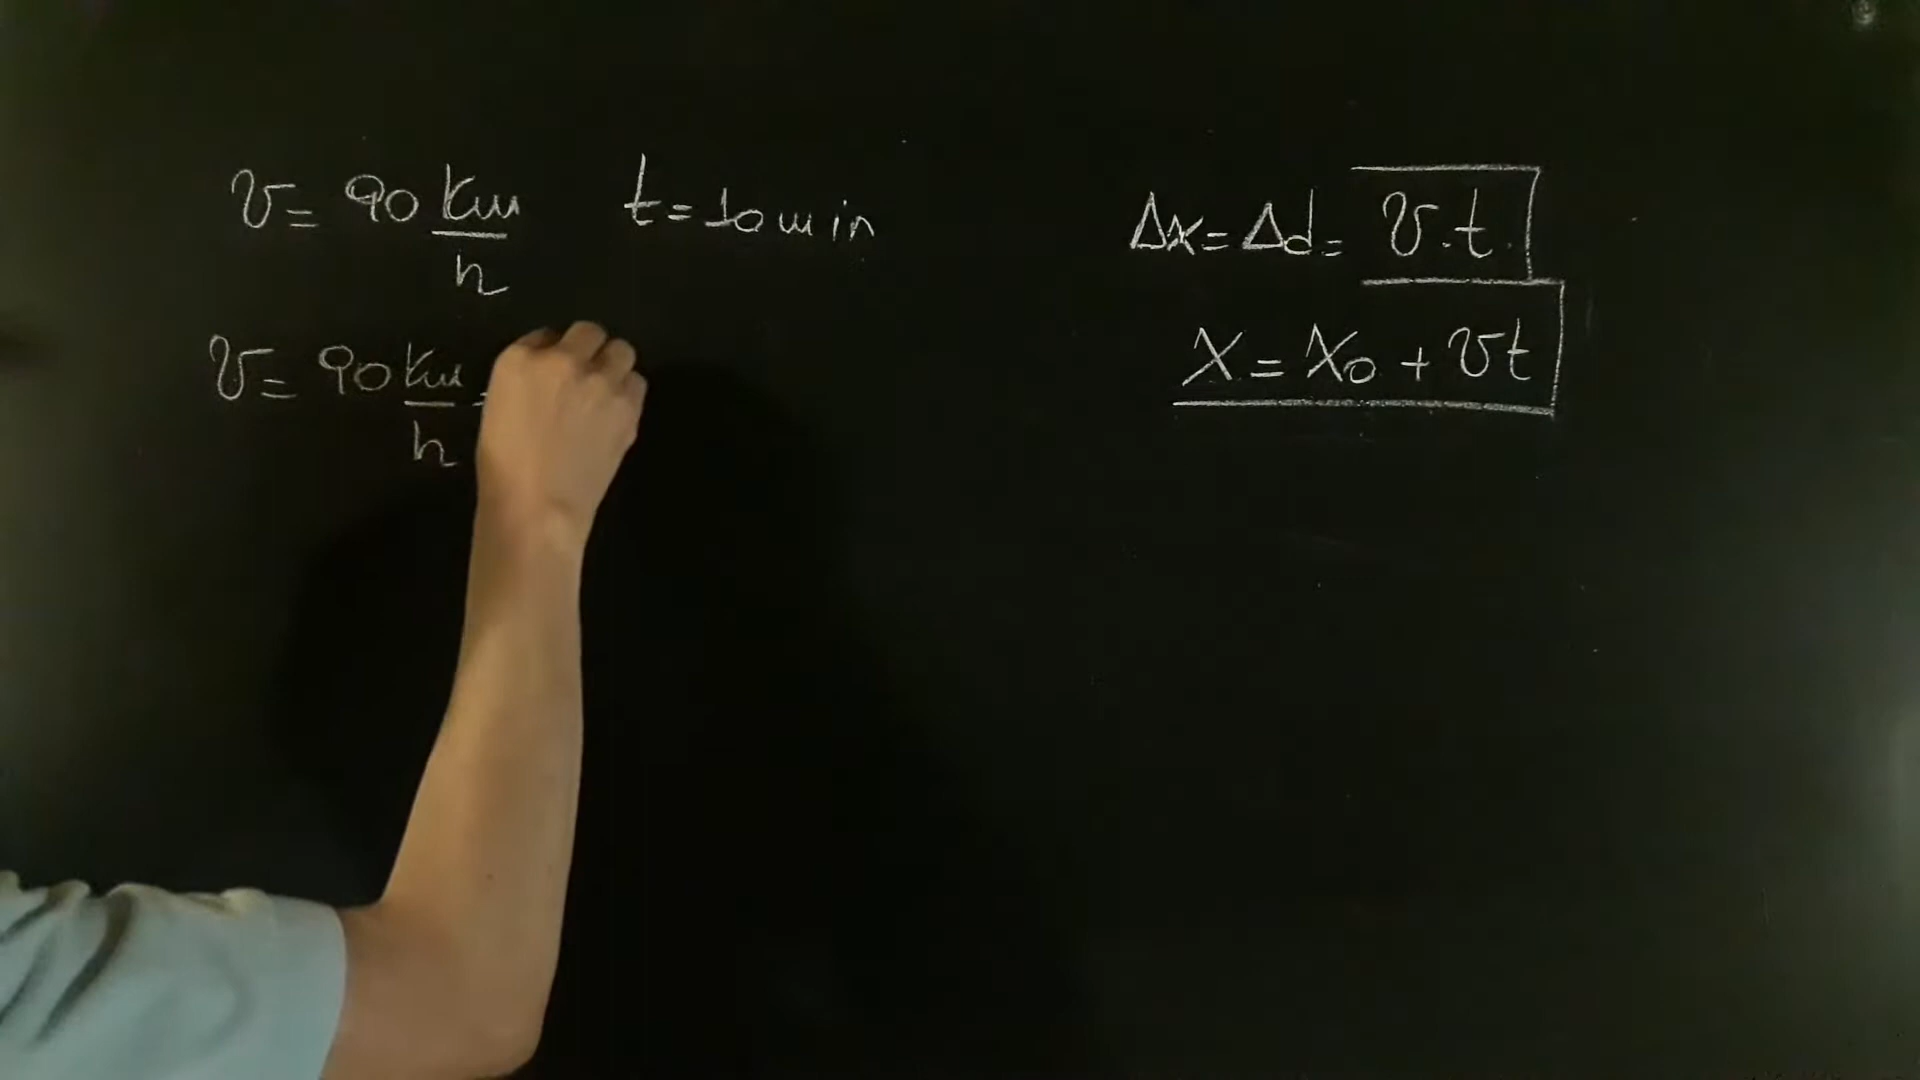 v = 90 Km/h t = 10 min
v = 90 Km/h =
Δx = Δd = v.t
x = x₀ + vt